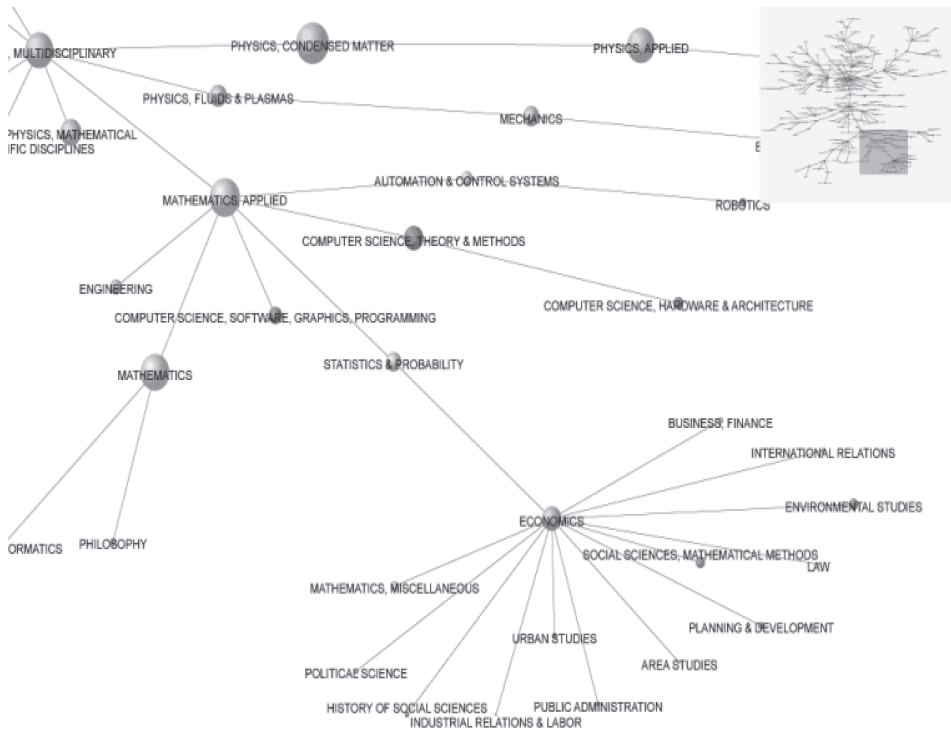 , MULTIDISCIPLINARY
PHYSICS, CONDENSED MATTER
PHYSICS, APPLIED
PHYSICS, FLUIDS & PLASMAS
MECHANICS
PHYSICS, MATHEMATICAL
IFIC DISCIPLINES
E
AUTOMATION & CONTROL SYSTEMS
MATHEMATICS, APPLIED
ROBOTICS
COMPUTER SCIENCE, THEORY & METHODS
ENGINEERING
COMPUTER SCIENCE, HARDWARE & ARCHITECTURE
COMPUTER SCIENCE, SOFTWARE, GRAPHICS, PROGRAMMING
STATISTICS & PROBABILITY
MATHEMATICS
BUSINESS, FINANCE
INTERNATIONAL RELATIONS
ENVIRONMENTAL STUDIES
ECONOMICS
ORMATICS
PHILOSOPHY
SOCIAL SCIENCES, MATHEMATICAL METHODS
LAW
MATHEMATICS, MISCELLANEOUS
PLANNING & DEVELOPMENT
URBAN STUDIES
AREA STUDIES
POLITICAL SCIENCE
HISTORY OF SOCIAL SCIENCES
PUBLIC ADMINISTRATION
INDUSTRIAL RELATIONS & LABOR